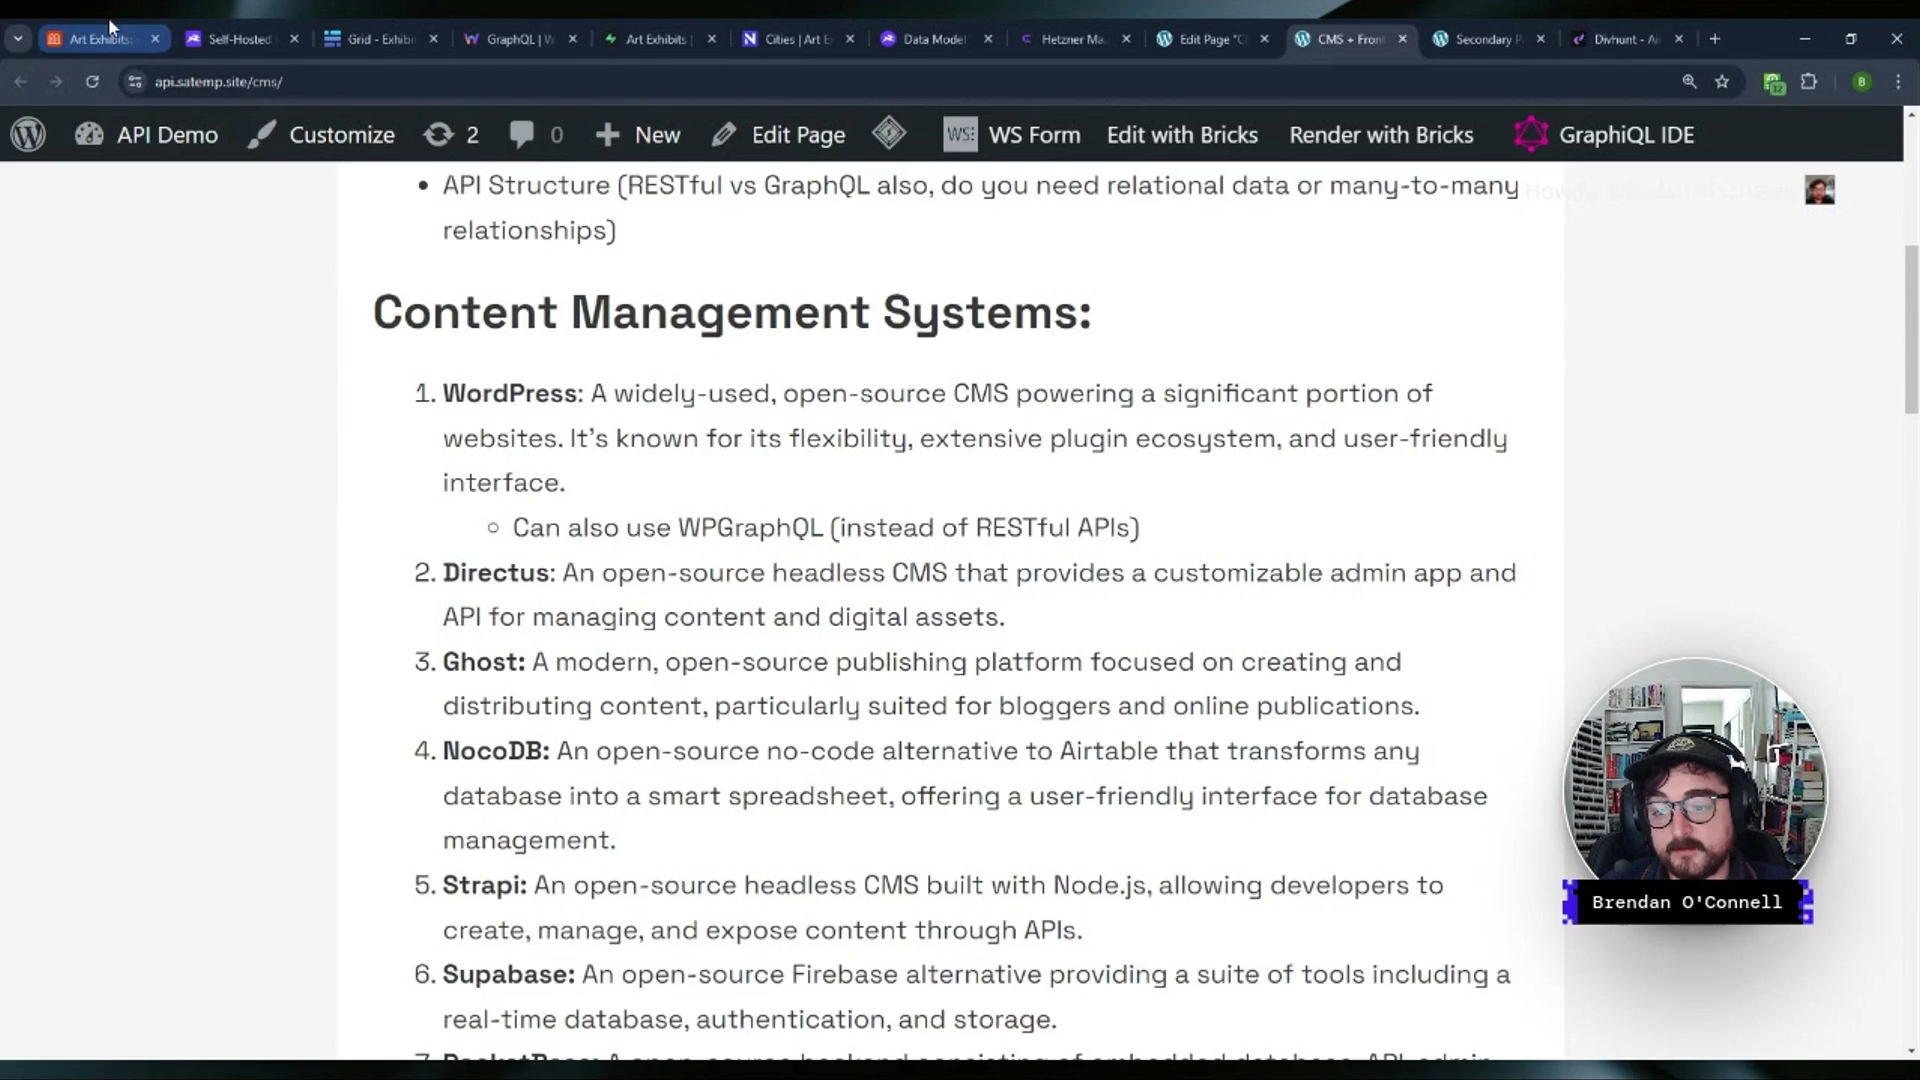 Art Exhibits:
Self-Hosted
Grid - Exhibi
GraphQL | W
Art Exhibits |
Cities | Art E
Data Model
Hetzner Ma
Edit Page "C
CMS + Fron
Secondary P
Divhunt - A
api.satemp.site/cms/
API Demo
Customize
2
0
New
Edit Page
WS Form
Edit with Bricks
Render with Bricks
GraphiQL IDE
• API Structure (RESTful vs GraphQL also, do you need relational data or many-to-many
relationships)
Content Management Systems:
1. WordPress: A widely-used, open-source CMS powering a significant portion of
websites. It's known for its flexibility, extensive plugin ecosystem, and user-friendly
interface.
Can also use WPGraphQL (instead of RESTful APIs)
2. Directus: An open-source headless CMS that provides a customizable admin app and
API for managing content and digital assets.
3. Ghost: A modern, open-source publishing platform focused on creating and
distributing content, particularly suited for bloggers and online publications.
4. NocoDB: An open-source no-code alternative to Airtable that transforms any
database into a smart spreadsheet, offering a user-friendly interface for database
management.
5. Strapi: An open-source headless CMS built with Node.js, allowing developers to
create, manage, and expose content through APIs.
6. Supabase: An open-source Firebase alternative providing a suite of tools including a
real-time database, authentication, and storage.
Brendan O'Connell